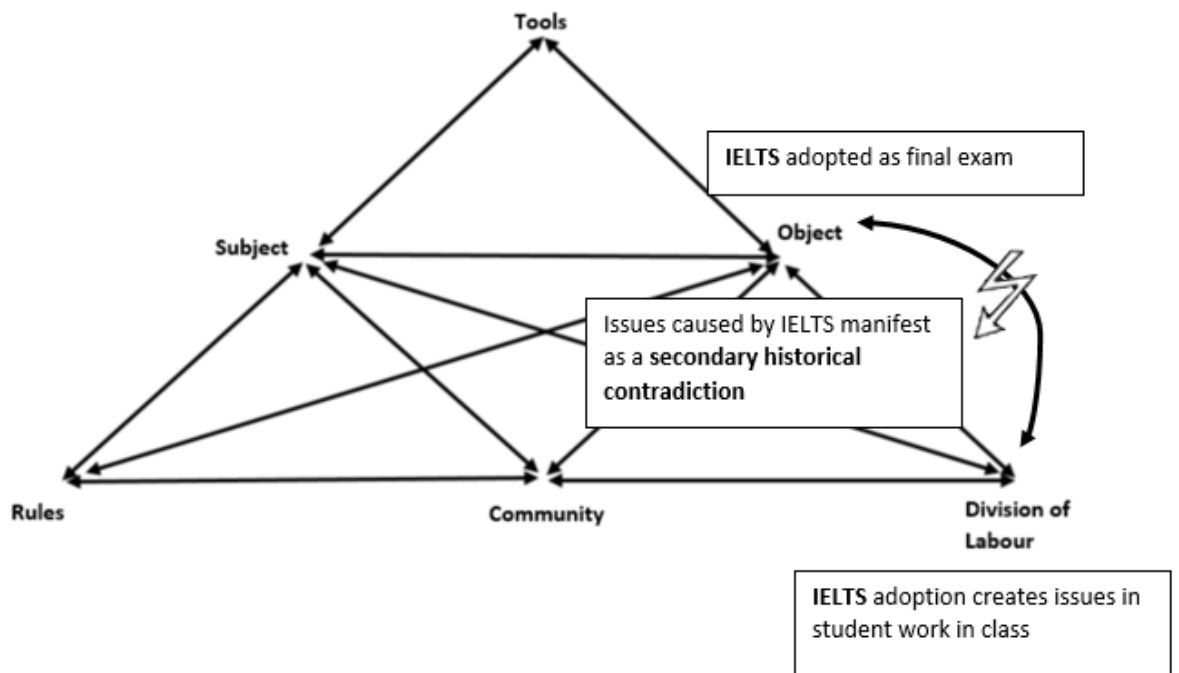 Tools
IELTS adopted as final exam
Object
Subject
Issues caused by IELTS manifest
as a secondary historical
contradiction
Rules
Community
Division of
Labour
IELTS adoption creates issues in
student work in class